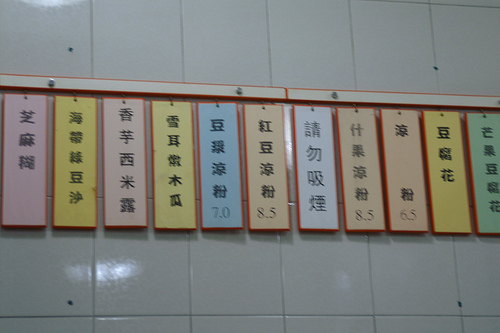 芝麻糊
海帶綠豆沙
香芋西米露
雪耳燉木瓜
豆漿涼粉 7.0
紅豆涼粉 8.5
請勿吸煙
什果涼粉 8.5
涼粉 6.5
豆腐花
芒果豆腐花